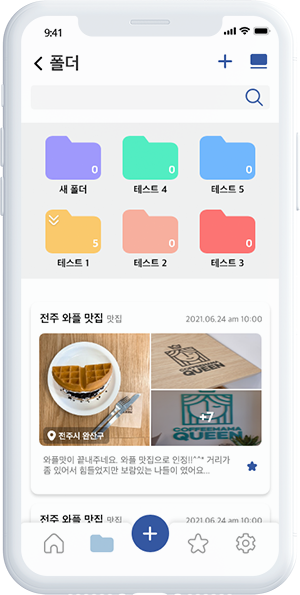 9:41
폴더
0
0
0
새 폴더
테스트 4
테스트 5
5
0
0
테스트 1
테스트 2
테스트 3
전주 와플 맛집 맛집
2021.06.24 am 10:00
QUEEN
+7
COFFEEMAMA
QUEEN
전주시 완산구
와플맛이 끝내주네요. 와플 맛집으로 인정!!^^* 거리가
좀 있어서 힘들었지만 보람있는 나들이 였어요...
전주 와플 맛집 맛집
2021.06.24 am 10:00